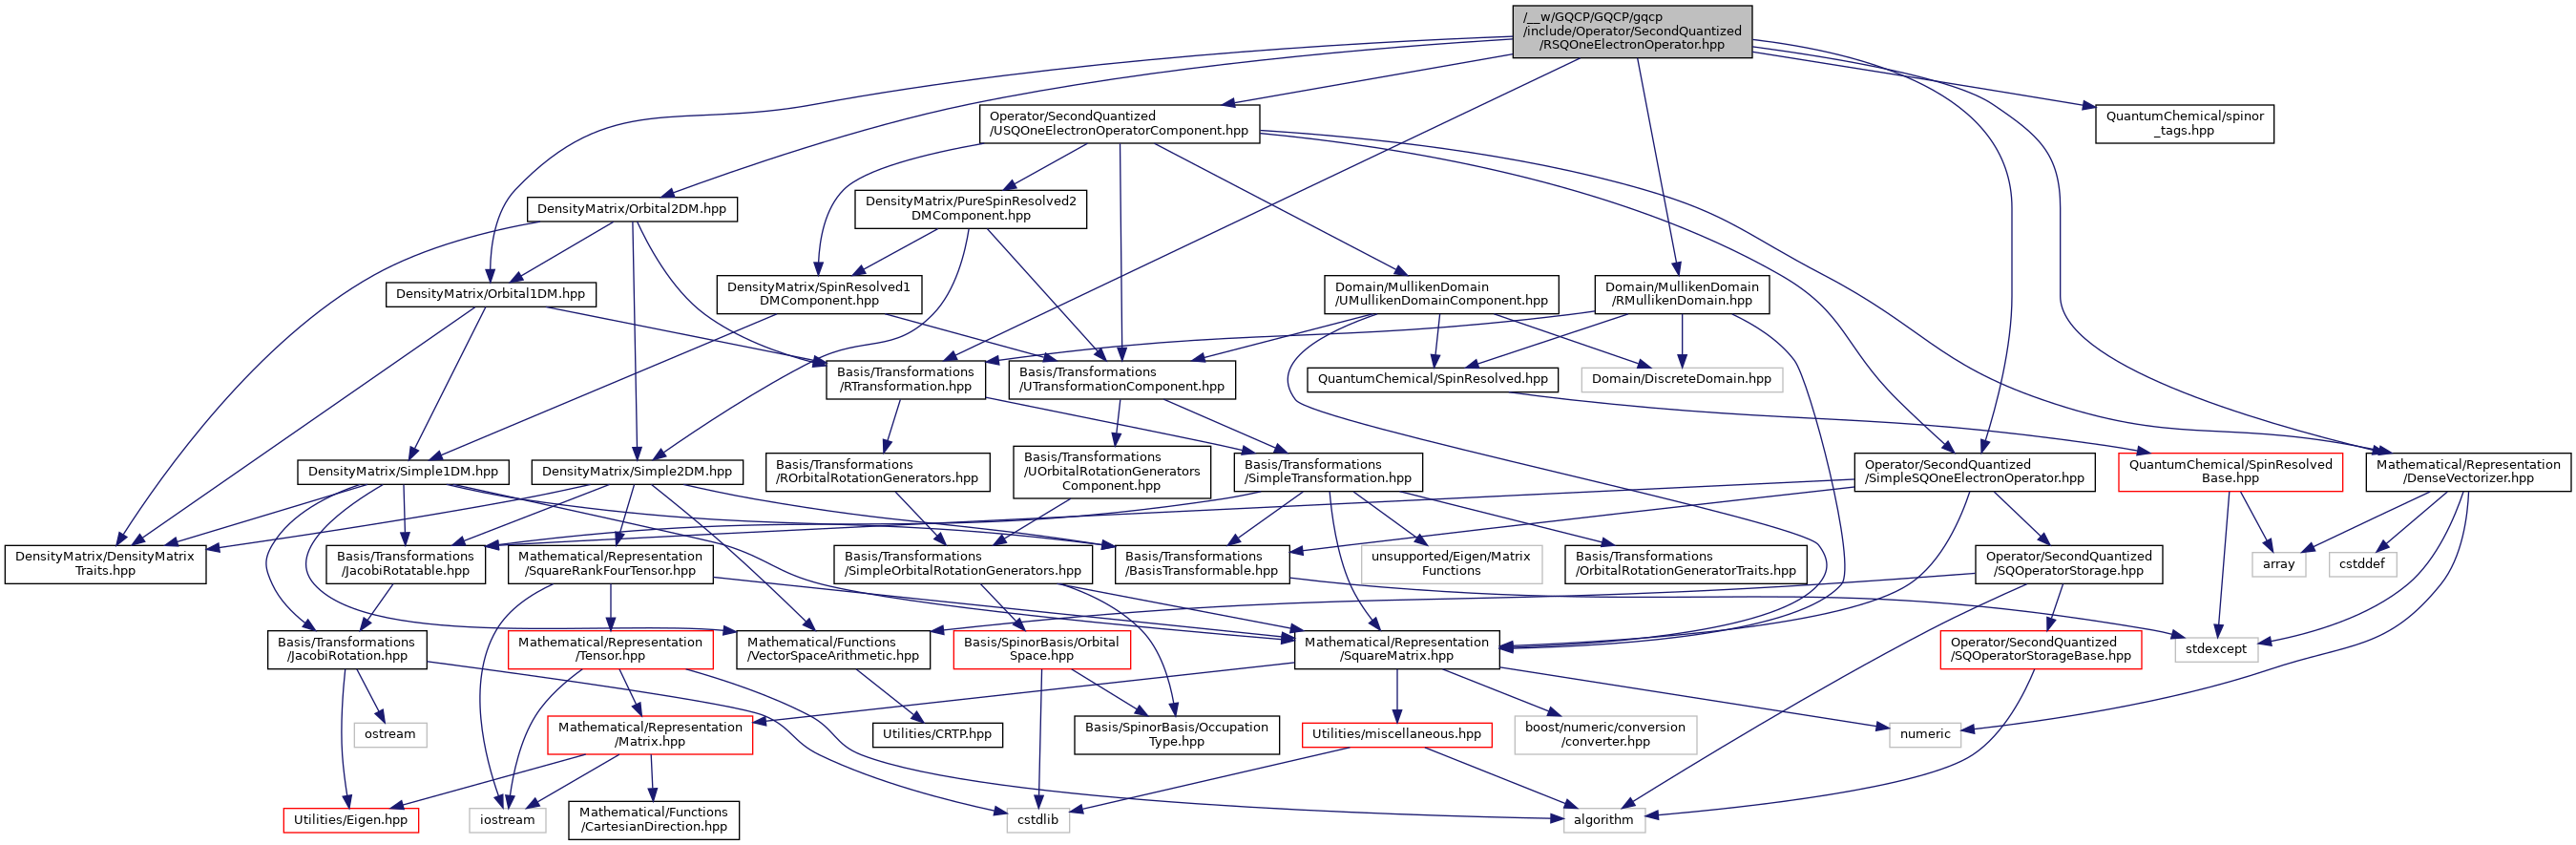 /__w/GQCP/GQCP/gqcp
/include/Operator/SecondQuantized
/RSQOneElectronOperator.hpp
Operator/SecondQuantized
/USQOneElectronOperatorComponent.hpp
QuantumChemical/spinor
_tags.hpp
DensityMatrix/Orbital2DM.hpp
DensityMatrix/PureSpinResolved2
DMComponent.hpp
DensityMatrix/Orbital1DM.hpp
DensityMatrix/SpinResolved1
DMComponent.hpp
Domain/MullikenDomain
/UMullikenDomainComponent.hpp
Domain/MullikenDomain
/RMullikenDomain.hpp
Basis/Transformations
/RTransformation.hpp
Basis/Transformations
/UTransformationComponent.hpp
QuantumChemical/SpinResolved.hpp
Domain/DiscreteDomain.hpp
DensityMatrix/Simple1DM.hpp
DensityMatrix/Simple2DM.hpp
Basis/Transformations
/ROrbitalRotationGenerators.hpp
Basis/Transformations
/UOrbitalRotationGenerators
Component.hpp
Basis/Transformations
/SimpleTransformation.hpp
Operator/SecondQuantized
/SimpleSQOneElectronOperator.hpp
QuantumChemical/SpinResolved
Base.hpp
Mathematical/Representation
/DenseVectorizer.hpp
DensityMatrix/DensityMatrix
Traits.hpp
Basis/Transformations
/JacobiRotatable.hpp
Mathematical/Representation
/SquareRankFourTensor.hpp
Basis/Transformations
/SimpleOrbitalRotationGenerators.hpp
Basis/Transformations
/BasisTransformable.hpp
unsupported/Eigen/Matrix
Functions
Basis/Transformations
/OrbitalRotationGeneratorTraits.hpp
Operator/SecondQuantized
/SQOperatorStorage.hpp
array
cstddef
Basis/Transformations
/JacobiRotation.hpp
Mathematical/Representation
/Tensor.hpp
Mathematical/Functions
/VectorSpaceArithmetic.hpp
Basis/SpinorBasis/Orbital
Space.hpp
Mathematical/Representation
/SquareMatrix.hpp
Operator/SecondQuantized
/SQOperatorStorageBase.hpp
stdexcept
ostream
Mathematical/Representation
/Matrix.hpp
Utilities/CRTP.hpp
Basis/SpinorBasis/Occupation
Type.hpp
Utilities/miscellaneous.hpp
boost/numeric/conversion
/converter.hpp
numeric
Utilities/Eigen.hpp
iostream
Mathematical/Functions
/CartesianDirection.hpp
cstdlib
algorithm